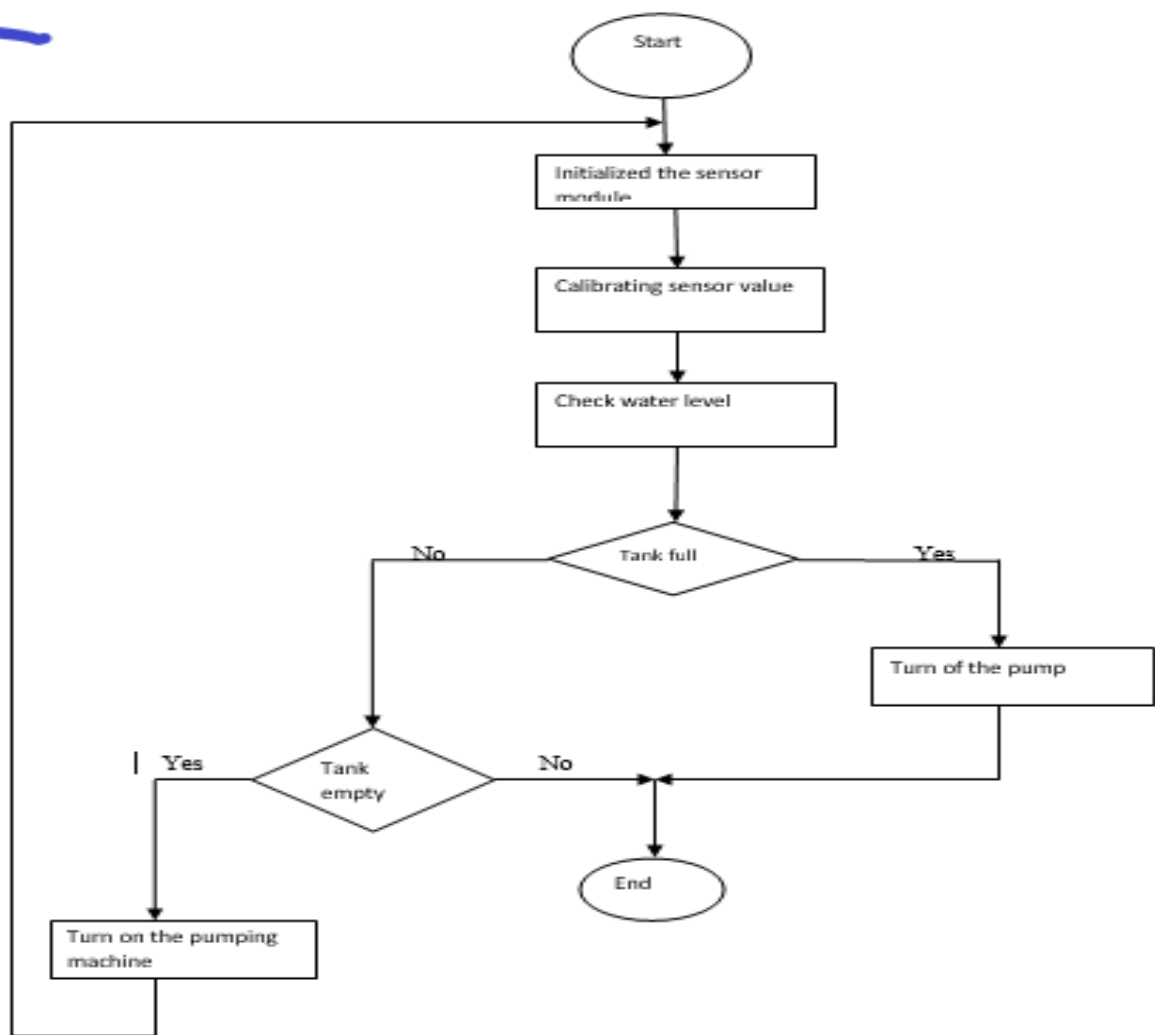 Start
Initialized the sensor
module
Calibrating sensor value
Check water level
No
Tank full
Yes
Turn of the pump
Yes
Tank
empty
No
End
Turn on the pumping
machine